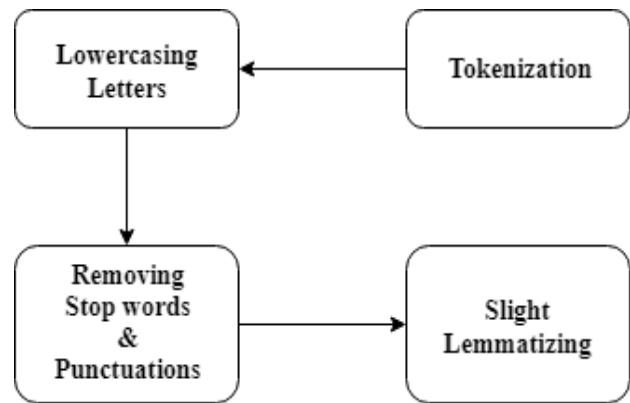 Lowercasing
Letters
Tokenization
Removing
Stop words
&
Punctuations
Slight
Lemmatizing